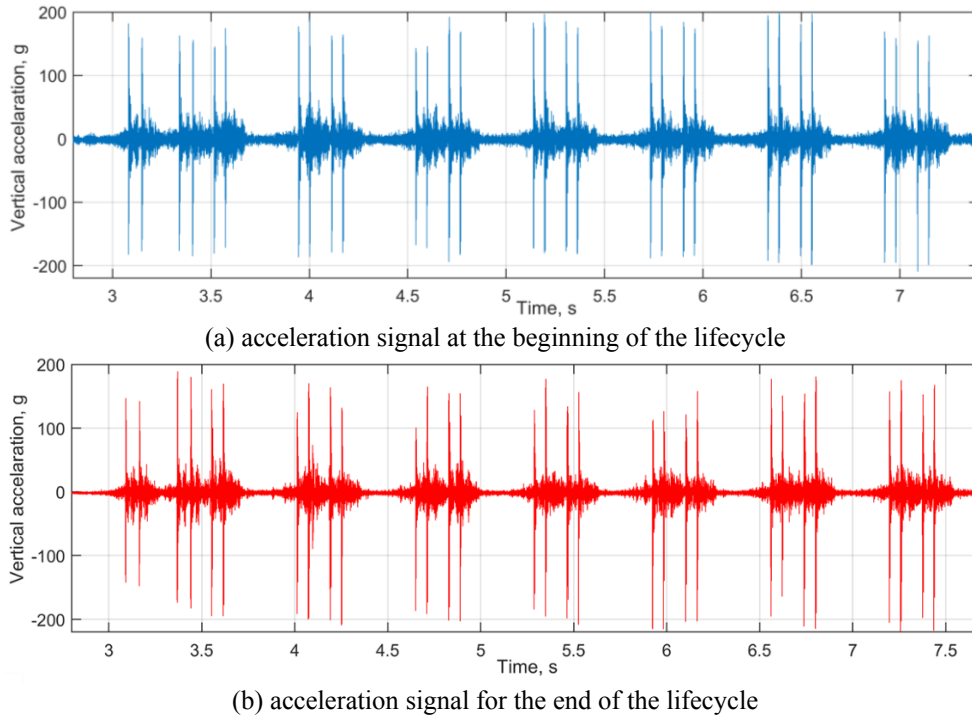 200
100
0
-100
-200
Vertical accelaration, g
3 3.5 4 4.5 5 5.5 6 6.5 7
Time, s
(a) acceleration signal at the beginning of the lifecycle
200
100
0
-100
-200
Vertical accelaration, g
3 3.5 4 4.5 5 5.5 6 6.5 7 7.5
Time, s
(b) acceleration signal for the end of the lifecycle